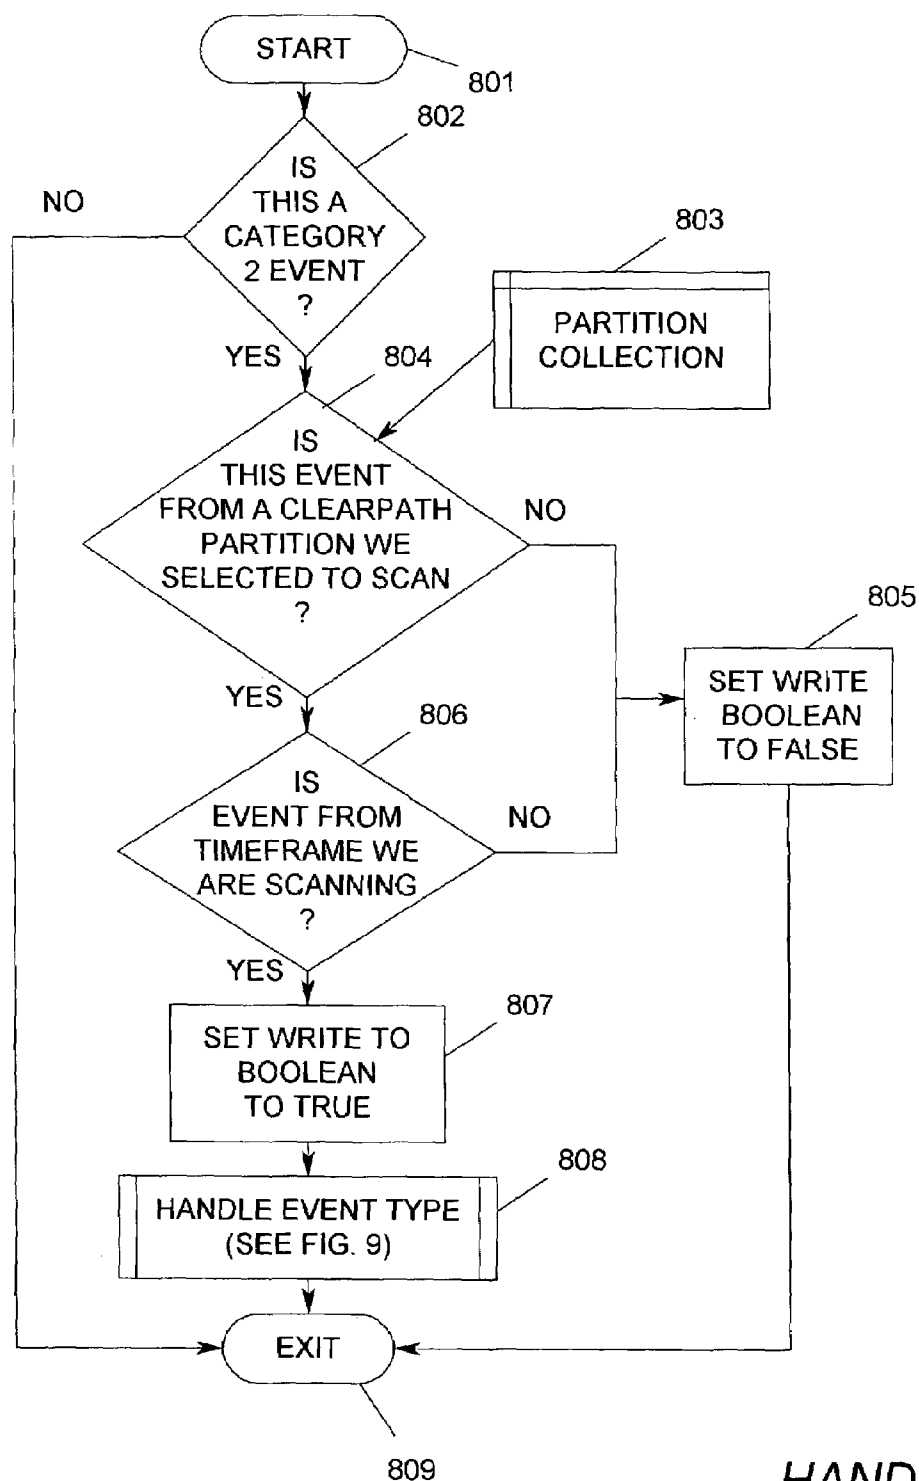 START
801
802
IS
THIS A
CATEGORY
2 EVENT
?
NO
803
PARTITION
COLLECTION
YES
804
IS
THIS EVENT
FROM A CLEARPATH
PARTITION WE
SELECTED TO SCAN
?
NO
805
SET WRITE
BOOLEAN
TO FALSE
YES
806
IS
EVENT FROM
TIMEFRAME WE
ARE SCANNING
?
NO
YES
807
SET WRITE TO
BOOLEAN
TO TRUE
808
HANDLE EVENT TYPE
(SEE FIG. 9)
EXIT
809